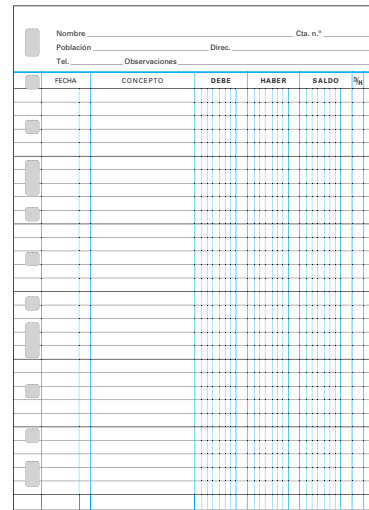 Nombre Cta. n.º
Población Direc.
Tel. Observaciones
FECHA CONCEPTO DEBE HABER SALDO D/H